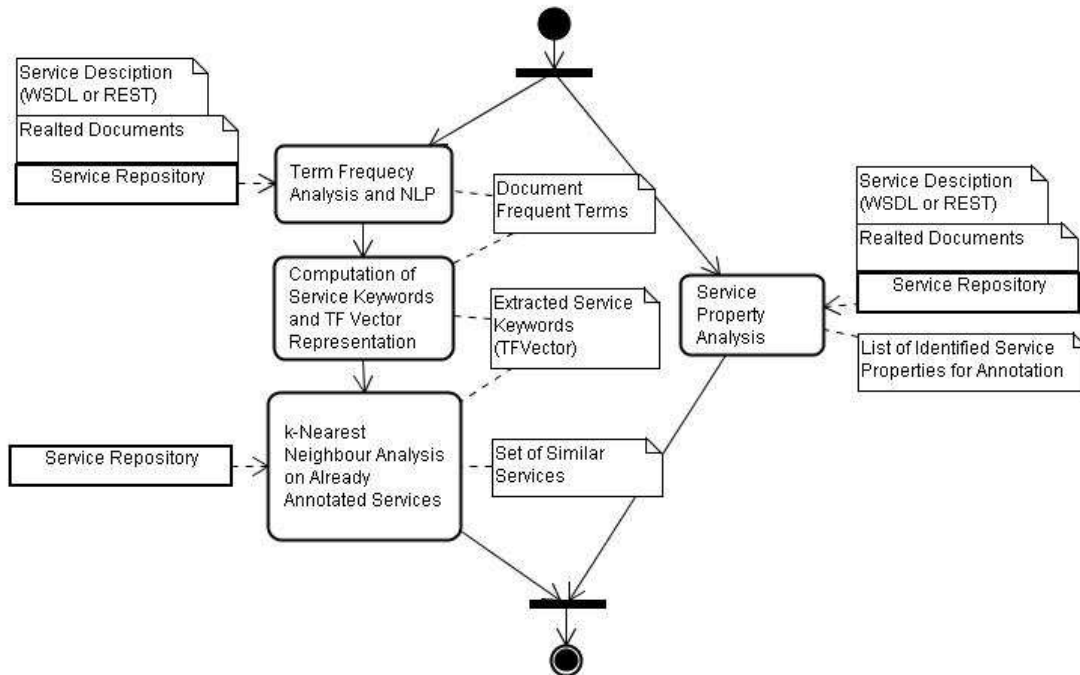 Service Desciption
(WSDL or REST)
Realted Documents
Service Repository
Term Frequecy
Analysis and NLP
Document
Frequent Terms
Computation of
Service Keywords
and TF Vector
Representation
Extracted Service
Keywords
(TFVector)
k-Nearest
Neighbour Analysis
on Already
Annotated Services
Service Repository
Set of Similar
Services
Service
Property
Analysis
Service Desciption
(WSDL or REST)
Realted Documents
Service Repository
List of Identified Service
Properties for Annotation